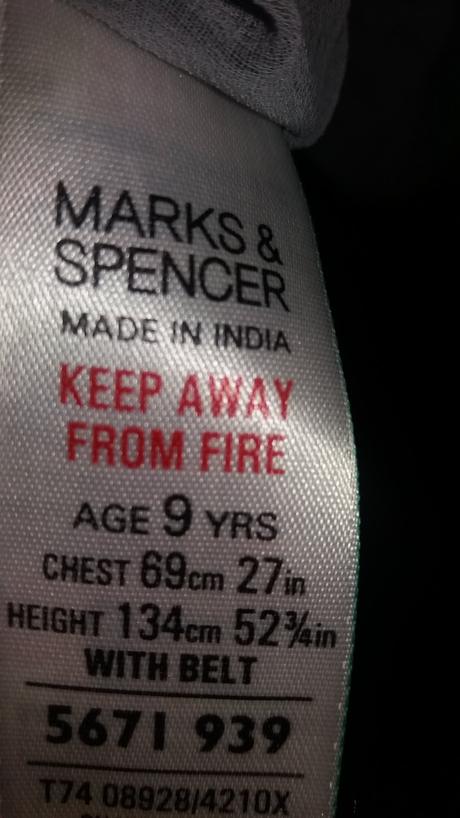 MARKS &
SPENCER
MADE IN INDIA
KEEP AWAY
FROM FIRE
AGE 9 YRS
CHEST 69cm 27in
HEIGHT 134cm 52¾in
WITH BELT
5671 939
T74 08928/4210X